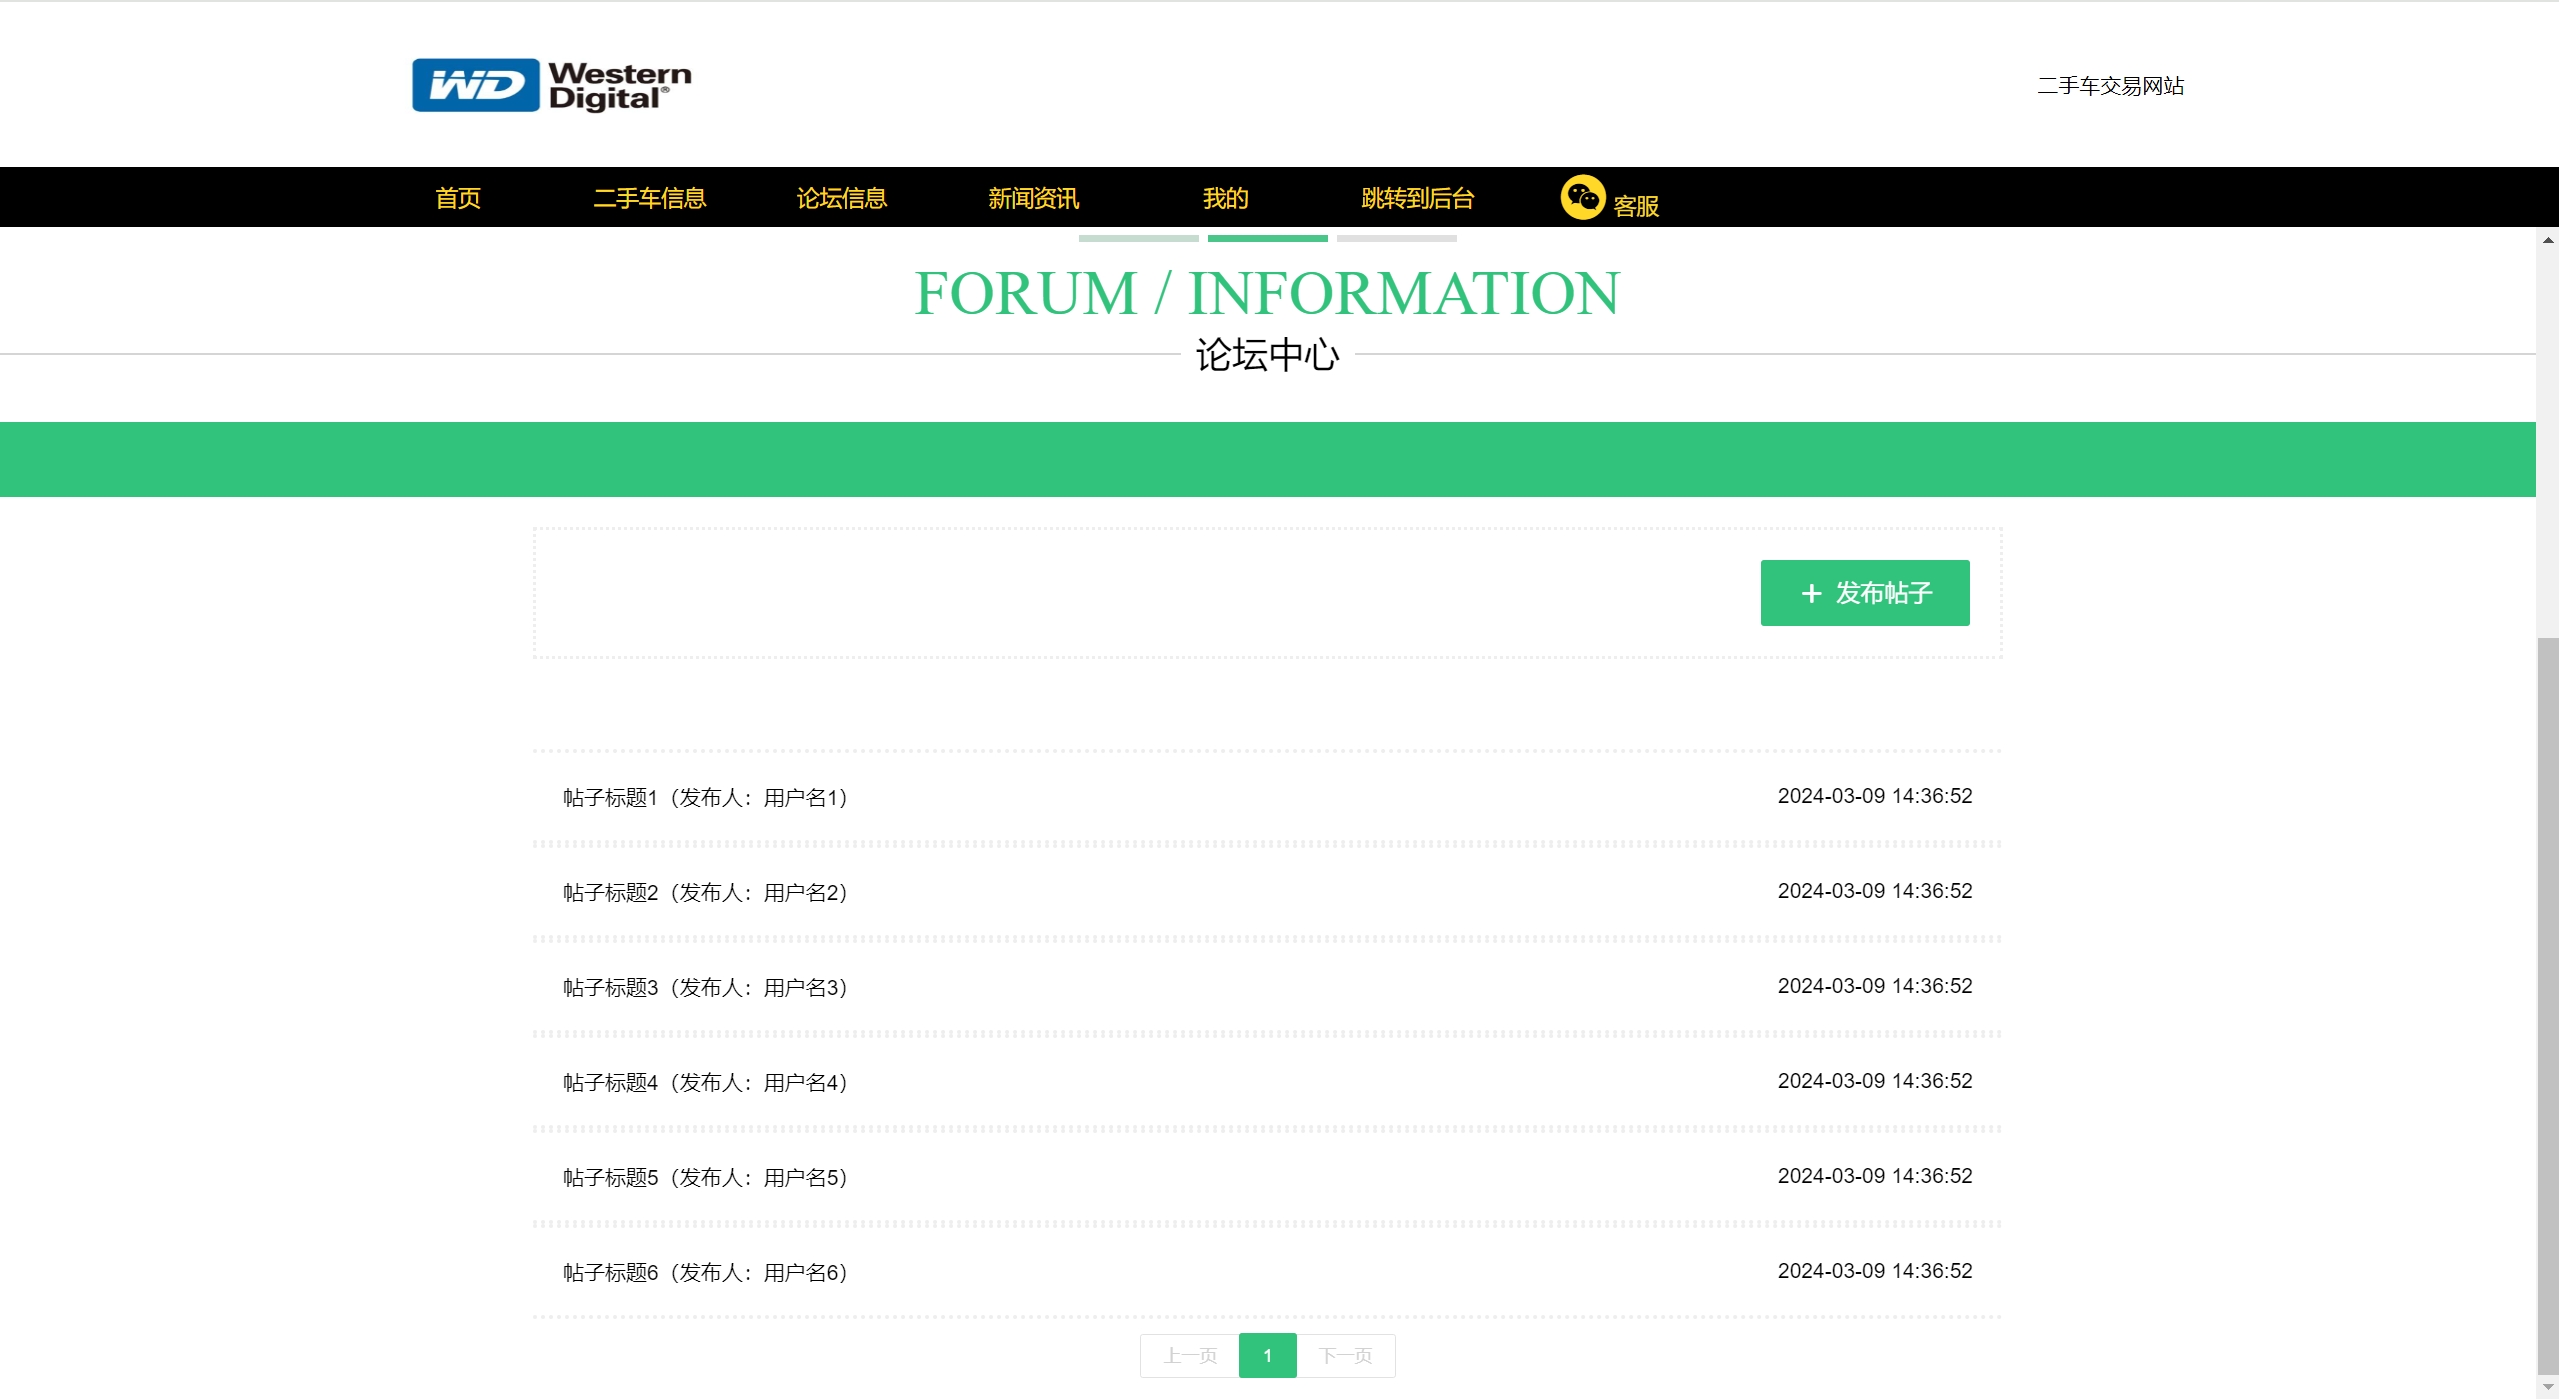 WD Western
Digital®
二手车交易网站
首页 二手车信息 论坛信息 新闻资讯 我的 跳转到后台 客服
FORUM / INFORMATION
论坛中心
+ 发布帖子
帖子标题1（发布人：用户名1） 2024-03-09 14:36:52
帖子标题2（发布人：用户名2） 2024-03-09 14:36:52
帖子标题3（发布人：用户名3） 2024-03-09 14:36:52
帖子标题4（发布人：用户名4） 2024-03-09 14:36:52
帖子标题5（发布人：用户名5） 2024-03-09 14:36:52
帖子标题6（发布人：用户名6） 2024-03-09 14:36:52
上一页 1 下一页